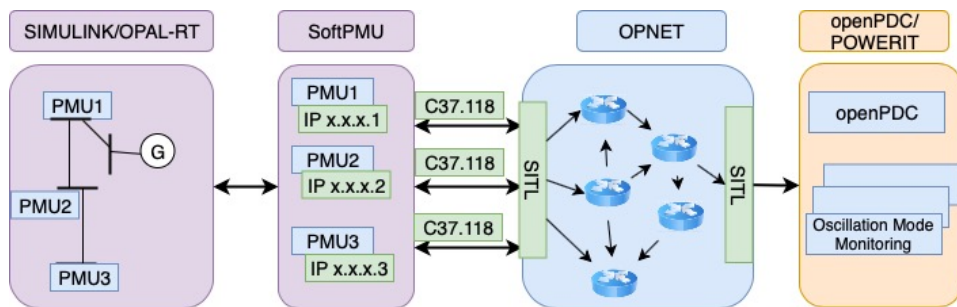 SIMULINK/OPAL-RT
SoftPMU
OPNET
openPDC/
POWERIT
PMU1
G
PMU2
PMU3
PMU1
IP x.x.x.1
PMU2
IP x.x.x.2
PMU3
IP x.x.x.3
C37.118
C37.118
C37.118
SITL
SITL
openPDC
Oscillation Mode
Monitoring